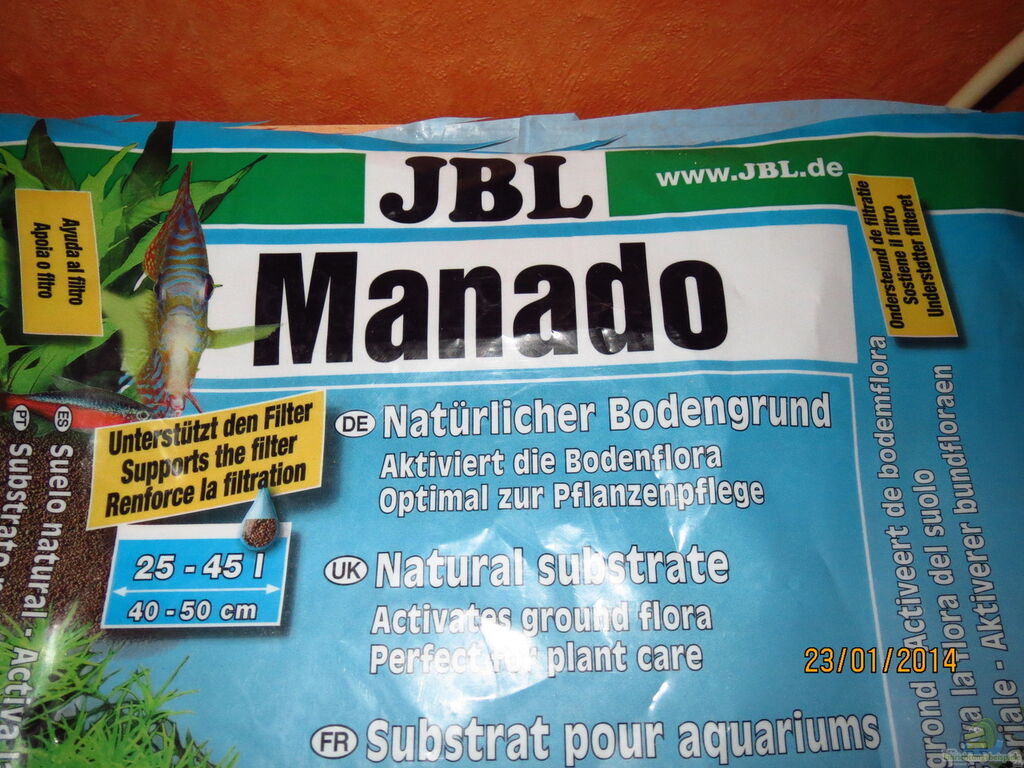 JBL
www.JBL.de
Manado
Ayuda al filtro
Apoia o filtro
Ondersteund de filtratie
Sostiene il filtro
Understøtter filteret
Unterstützt den Filter
Supports the filter
Renforce la filtration
25 - 45 l
40 - 50 cm
DE Natürlicher Bodengrund
Aktiviert die Bodenflora
Optimal zur Pflanzenpflege
UK Natural substrate
Activates ground flora
Perfect for plant care
FR Substrat pour aquariums
ES Suelo natural - Activa
PT Substrato
Activeert de bodemflora
la flora del suolo
- Aktiverer bundfloraen
23/01/2014